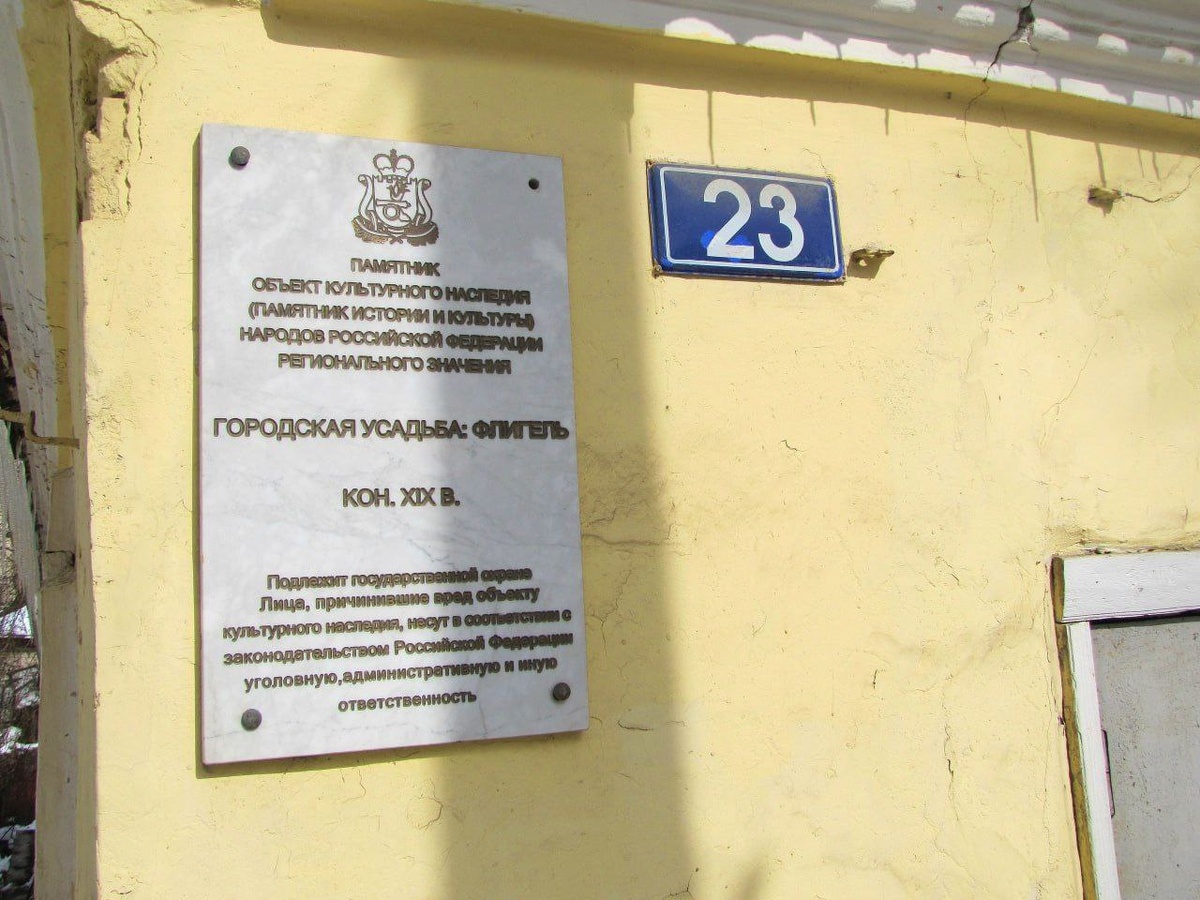 ПАМЯТНИК
ОБЪЕКТ КУЛЬТУРНОГО НАСЛЕДИЯ
(ПАМЯТНИК ИСТОРИИ И КУЛЬТУРЫ)
НАРОДОВ РОССИЙСКОЙ ФЕДЕРАЦИИ
РЕГИОНАЛЬНОГО ЗНАЧЕНИЯ
ГОРОДСКАЯ УСАДЬБА: ФЛИГЕЛЬ
КОН. XIX В.
Подлежит государственной охране
Лица, причинившие вред объекту
культурного наследия, несут в соответствии с
законодательством Российской Федерации
уголовную,административную и иную
ответственность
23